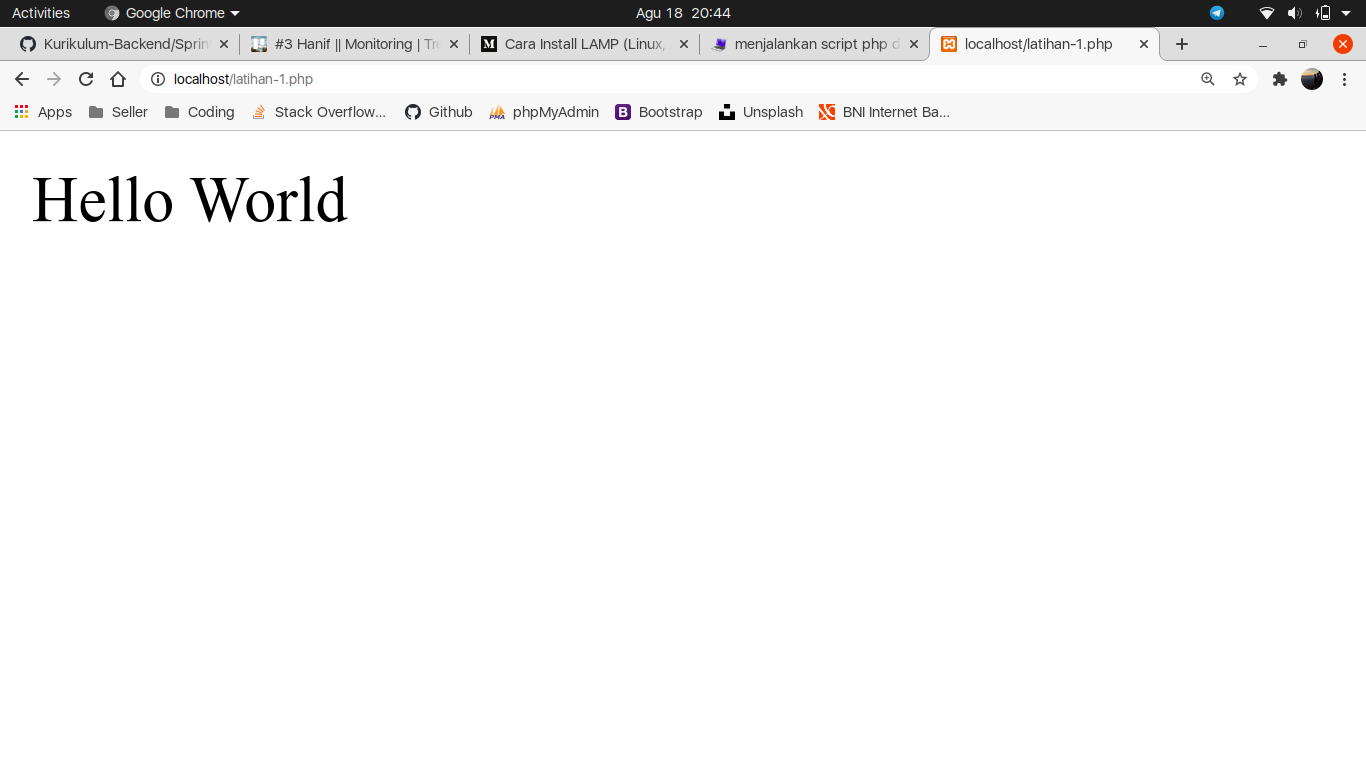 Activities Google Chrome Agu 18 20:44
Kurikulum-Backend/Sprin #3 Hanif || Monitoring | Tre Cara Install LAMP (Linux, menjalankan script php d localhost/latihan-1.php
localhost/latihan-1.php
Apps Seller Coding Stack Overflow... Github PMA phpMyAdmin B Bootstrap Unsplash BNI Internet Ba...
Hello World